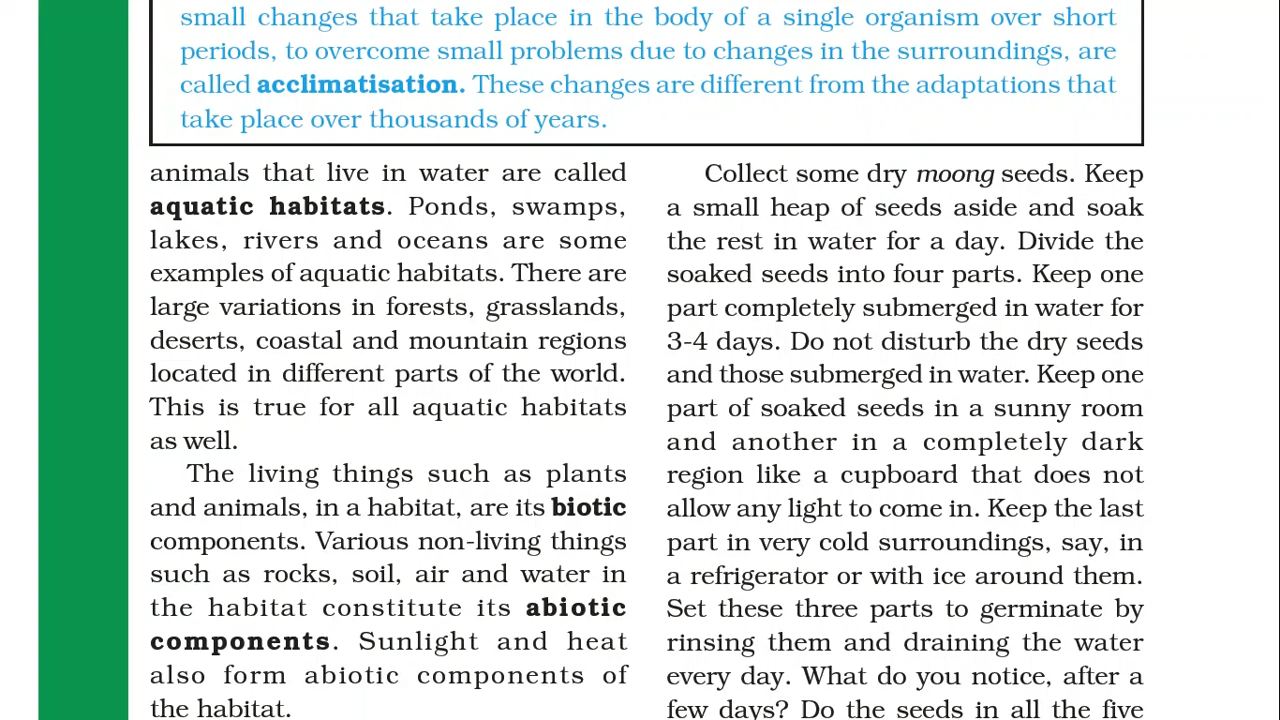 small changes that take place in the body of a single organism over short
periods, to overcome small problems due to changes in the surroundings, are
called acclimatisation. These changes are different from the adaptations that
take place over thousands of years.
animals that live in water are called
aquatic habitats. Ponds, swamps,
lakes, rivers and oceans are some
examples of aquatic habitats. There are
large variations in forests, grasslands,
deserts, coastal and mountain regions
located in different parts of the world.
This is true for all aquatic habitats
as well.
The living things such as plants
and animals, in a habitat, are its biotic
components. Various non-living things
such as rocks, soil, air and water in
the habitat constitute its abiotic
components. Sunlight and heat
also form abiotic components of
the habitat.
Collect some dry moong seeds. Keep
a small heap of seeds aside and soak
the rest in water for a day. Divide the
soaked seeds into four parts. Keep one
part completely submerged in water for
3-4 days. Do not disturb the dry seeds
and those submerged in water. Keep one
part of soaked seeds in a sunny room
and another in a completely dark
region like a cupboard that does not
allow any light to come in. Keep the last
part in very cold surroundings, say, in
a refrigerator or with ice around them.
Set these three parts to germinate by
rinsing them and draining the water
every day. What do you notice, after a
few days? Do the seeds in all the five